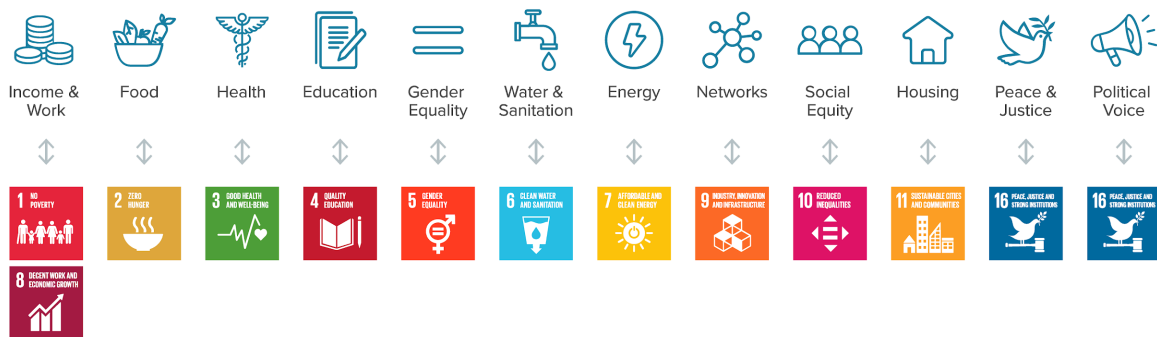 Income &
Work
Food
Health
Education
Gender
Equality
Water &
Sanitation
Energy
Networks
Social
Equity
Housing
Peace &
Justice
Political
Voice
1 NO
POVERTY
2 ZERO
HUNGER
3 GOOD HEALTH
AND WELL-BEING
4 QUALITY
EDUCATION
5 GENDER
EQUALITY
6 CLEAN WATER
AND SANITATION
7 AFFORDABLE AND
CLEAN ENERGY
9 INDUSTRY, INNOVATION
AND INFRASTRUCTURE
10 REDUCED
INEQUALITIES
11 SUSTAINABLE CITIES
AND COMMUNITIES
16 PEACE, JUSTICE AND
STRONG INSTITUTIONS
16 PEACE, JUSTICE AND
STRONG INSTITUTIONS
8 DECENT WORK AND
ECONOMIC GROWTH